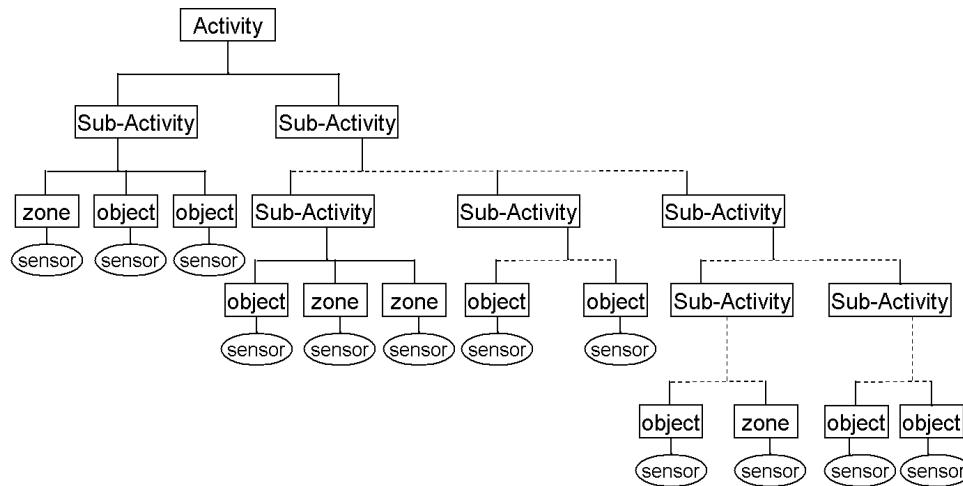 Activity
Sub-Activity Sub-Activity
zone object object Sub-Activity Sub-Activity Sub-Activity
sensor sensor sensor
object zone zone object object Sub-Activity Sub-Activity
sensor sensor sensor sensor sensor
object zone object object
sensor sensor sensor sensor